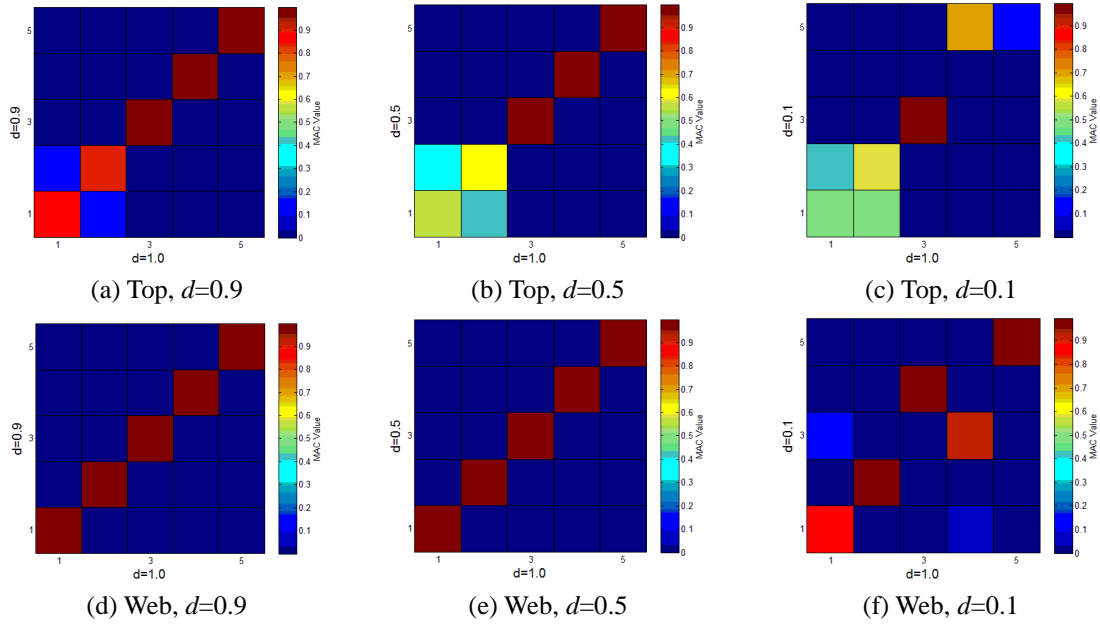 5
3
1
d=0.9
1 3 5
d=1.0
0.9
0.8
0.7
0.6
0.5
0.4
0.3
0.2
0.1
0
MAC Value
(a) Top, d=0.9
5
3
1
d=0.5
1 3 5
d=1.0
0.9
0.8
0.7
0.6
0.5
0.4
0.3
0.2
0.1
0
MAC Value
(b) Top, d=0.5
5
3
1
d=0.1
1 3 5
d=1.0
0.9
0.8
0.7
0.6
0.5
0.4
0.3
0.2
0.1
MAC Value
(c) Top, d=0.1
5
3
1
d=0.9
1 3 5
d=1.0
0.9
0.8
0.7
0.6
0.5
0.4
0.3
0.2
0.1
MAC Value
(d) Web, d=0.9
5
3
1
d=0.5
1 3 5
d=1.0
0.9
0.8
0.7
0.6
0.5
0.4
0.3
0.2
0.1
0
MAC Value
(e) Web, d=0.5
5
3
1
d=0.1
1 3 5
d=1.0
0.9
0.8
0.7
0.6
0.5
0.4
0.3
0.2
0.1
0
MAC Value
(f) Web, d=0.1